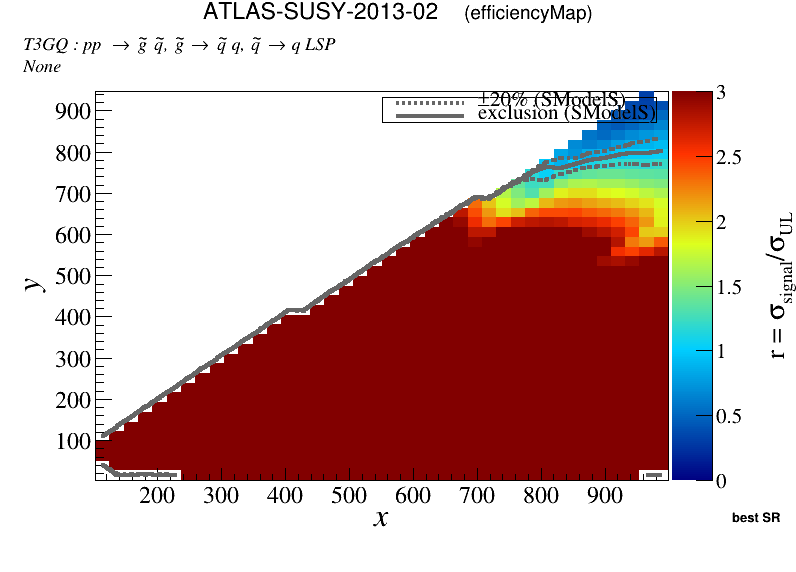 ATLAS-SUSY-2013-02 (efficiencyMap)
T3GQ : pp → g̃ q̃, g̃ → q̃ q, q̃ → q LSP
None
±20% (SModelS)
exclusion (SModelS)
900
800
700
600
500
400
300
200
100
y
200 300 400 500 600 700 800 900
x
3
2.5
2
1.5
1
0.5
0
r = σsignal/σUL
best SR